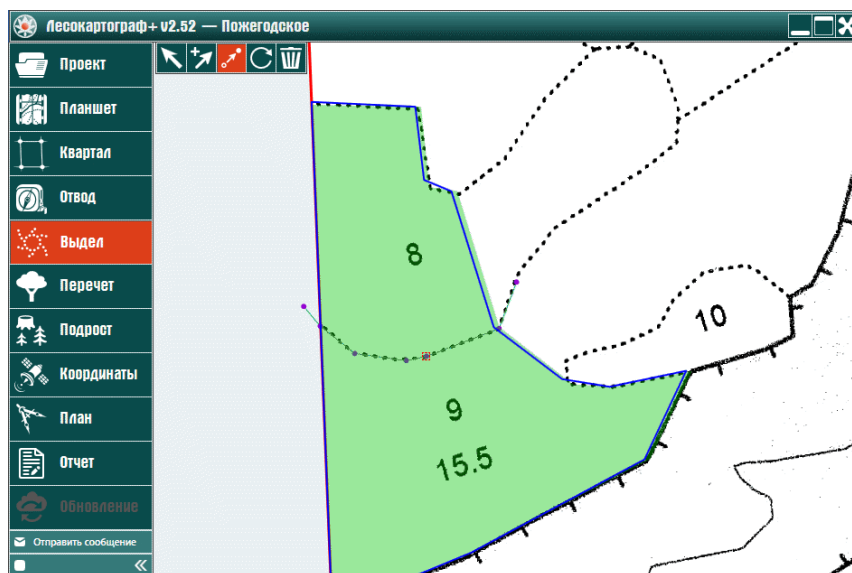 Лесокартограф+ v2.52 — Пожегодское
Проект
Планшет
Квартал
Отвод
Выдел
Перечет
Подрост
Координаты
План
Отчет
Обновление
Отправить сообщение
8
10
9
15.5